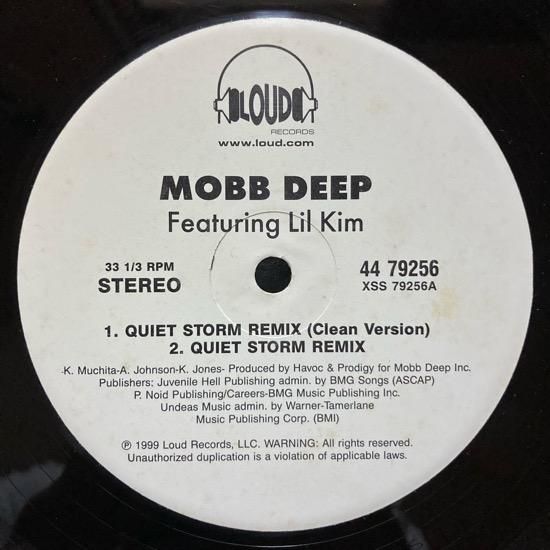 LOUD
RECORDS
www.loud.com
MOBB DEEP
Featuring Lil Kim
33 1/3 RPM
STEREO
44 79256
XSS 79256A
1. QUIET STORM REMIX (Clean Version)
2. QUIET STORM REMIX
-K. Muchita-A. Johnson-K. Jones- Produced by Havoc & Prodigy for Mobb Deep Inc.
Publishers; Juvenile Hell Publishing admin. by BMG Songs (ASCAP)
P. Noid Publishing/Careers-BMG Music Publishing Inc.
Undeas Music admin. by Warner-Tamerlane
Music Publishing Corp. (BMI)
℗ 1999 Loud Records, LLC. WARNING: All rights reserved.
Unauthorized duplication is a violation of applicable laws.